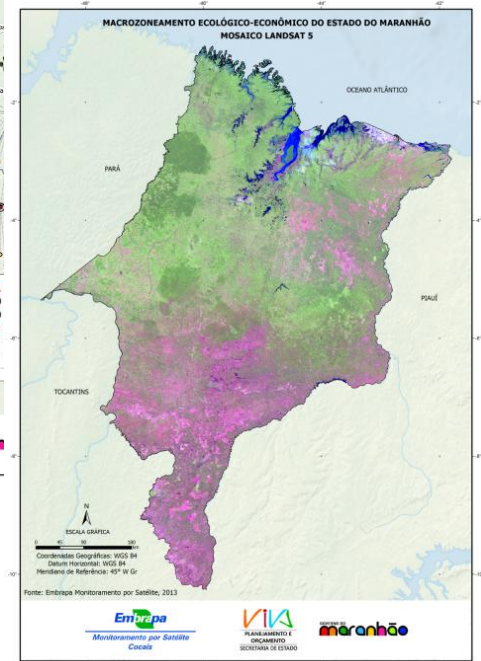 MACROZONEAMENTO ECOLÓGICO-ECONÔMICO DO ESTADO DO MARANHÃO
MOSAICO LANDSAT 5
OCEANO ATLÂNTICO
PARÁ
PIAUÍ
TOCANTINS
N
ESCALA GRÁFICA
Coordenadas Geográficas: WGS 84
Datum Horizontal: WGS 84
Meridiano de Referência: 45° W Gr
Fonte: Embrapa Monitoramento por Satélite, 2013
Embrapa
Monitoramento por Satélite
Cocais
VIVA
PLANEJAMENTO E
ORÇAMENTO
SECRETARIA DE ESTADO
GOVERNO DO
maranhão